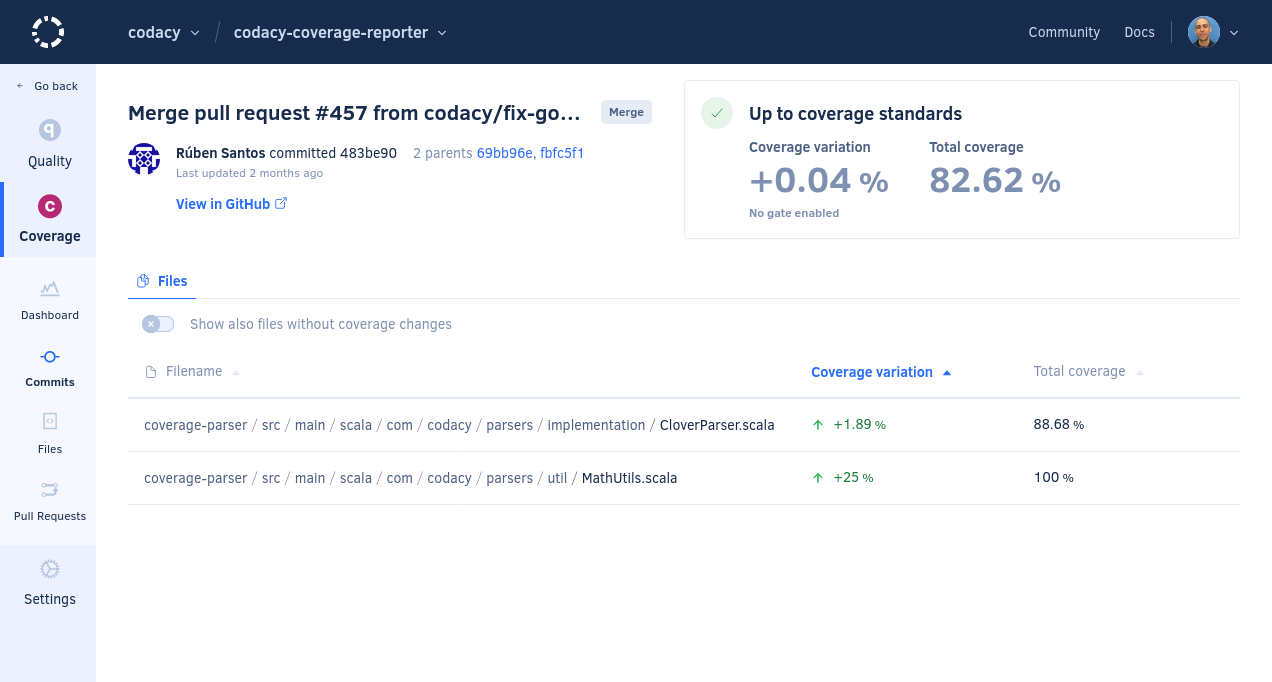 codacy / codacy-coverage-reporter
Community Docs
← Go back
Quality
Coverage
Dashboard
Commits
Files
Pull Requests
Settings
Merge pull request #457 from codacy/fix-go... Merge
Rúben Santos committed 483be90 2 parents 69bb96e, fbfc5f1
Last updated 2 months ago
View in GitHub
Up to coverage standards
Coverage variation Total coverage
+0.04 % 82.62 %
No gate enabled
Files
Show also files without coverage changes
Filename Coverage variation Total coverage
coverage-parser / src / main / scala / com / codacy / parsers / implementation / CloverParser.scala ↑ +1.89 % 88.68 %
coverage-parser / src / main / scala / com / codacy / parsers / util / MathUtils.scala ↑ +25 % 100 %